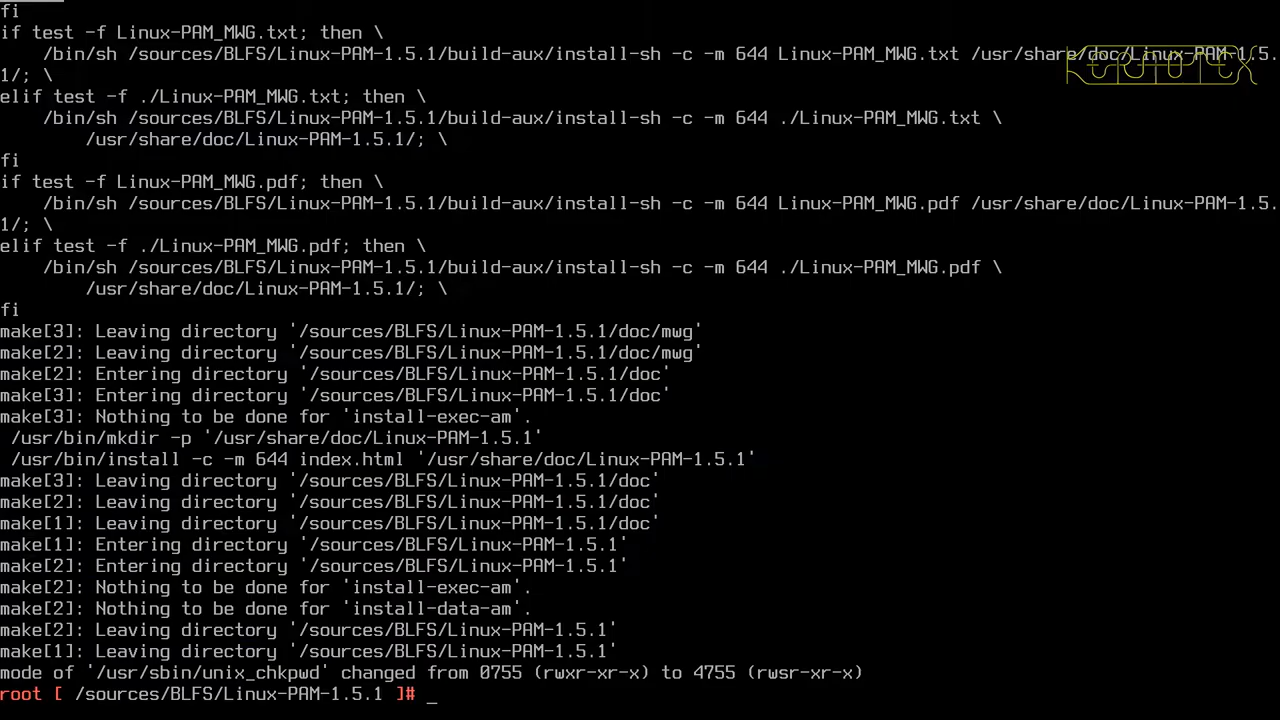 fi
if test -f Linux-PAM_MWG.txt; then \
    /bin/sh /sources/BLFS/Linux-PAM-1.5.1/build-aux/install-sh -c -m 644 Linux-PAM_MWG.txt /usr/share/doc/Linux-PAM-1.5.
1/; \
elif test -f ./Linux-PAM_MWG.txt; then \
    /bin/sh /sources/BLFS/Linux-PAM-1.5.1/build-aux/install-sh -c -m 644 ./Linux-PAM_MWG.txt \
        /usr/share/doc/Linux-PAM-1.5.1/; \
fi
if test -f Linux-PAM_MWG.pdf; then \
    /bin/sh /sources/BLFS/Linux-PAM-1.5.1/build-aux/install-sh -c -m 644 Linux-PAM_MWG.pdf /usr/share/doc/Linux-PAM-1.5.
1/; \
elif test -f ./Linux-PAM_MWG.pdf; then \
    /bin/sh /sources/BLFS/Linux-PAM-1.5.1/build-aux/install-sh -c -m 644 ./Linux-PAM_MWG.pdf \
        /usr/share/doc/Linux-PAM-1.5.1/; \
fi
make[3]: Leaving directory '/sources/BLFS/Linux-PAM-1.5.1/doc/mwg'
make[2]: Leaving directory '/sources/BLFS/Linux-PAM-1.5.1/doc/mwg'
make[2]: Entering directory '/sources/BLFS/Linux-PAM-1.5.1/doc'
make[3]: Entering directory '/sources/BLFS/Linux-PAM-1.5.1/doc'
make[3]: Nothing to be done for 'install-exec-am'.
 /usr/bin/mkdir -p '/usr/share/doc/Linux-PAM-1.5.1'
 /usr/bin/install -c -m 644 index.html '/usr/share/doc/Linux-PAM-1.5.1'
make[3]: Leaving directory '/sources/BLFS/Linux-PAM-1.5.1/doc'
make[2]: Leaving directory '/sources/BLFS/Linux-PAM-1.5.1/doc'
make[1]: Leaving directory '/sources/BLFS/Linux-PAM-1.5.1/doc'
make[1]: Entering directory '/sources/BLFS/Linux-PAM-1.5.1'
make[2]: Entering directory '/sources/BLFS/Linux-PAM-1.5.1'
make[2]: Nothing to be done for 'install-exec-am'.
make[2]: Nothing to be done for 'install-data-am'.
make[2]: Leaving directory '/sources/BLFS/Linux-PAM-1.5.1'
make[1]: Leaving directory '/sources/BLFS/Linux-PAM-1.5.1'
mode of '/usr/sbin/unix_chkpwd' changed from 0755 (rwxr-xr-x) to 4755 (rwsr-xr-x)
root [ /sources/BLFS/Linux-PAM-1.5.1 ]# _